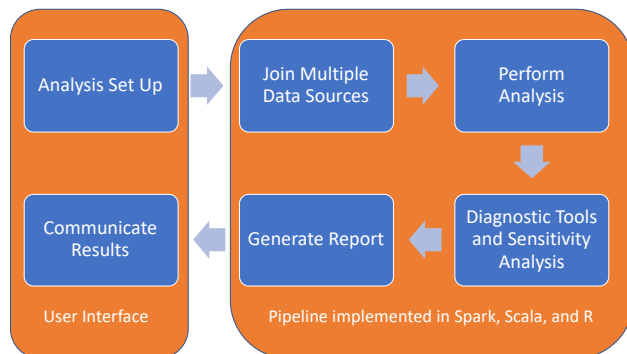 Analysis Set Up
Join Multiple
Data Sources
Perform
Analysis
Diagnostic Tools
and Sensitivity
Analysis
Generate Report
Communicate
Results
User Interface
Pipeline implemented in Spark, Scala, and R